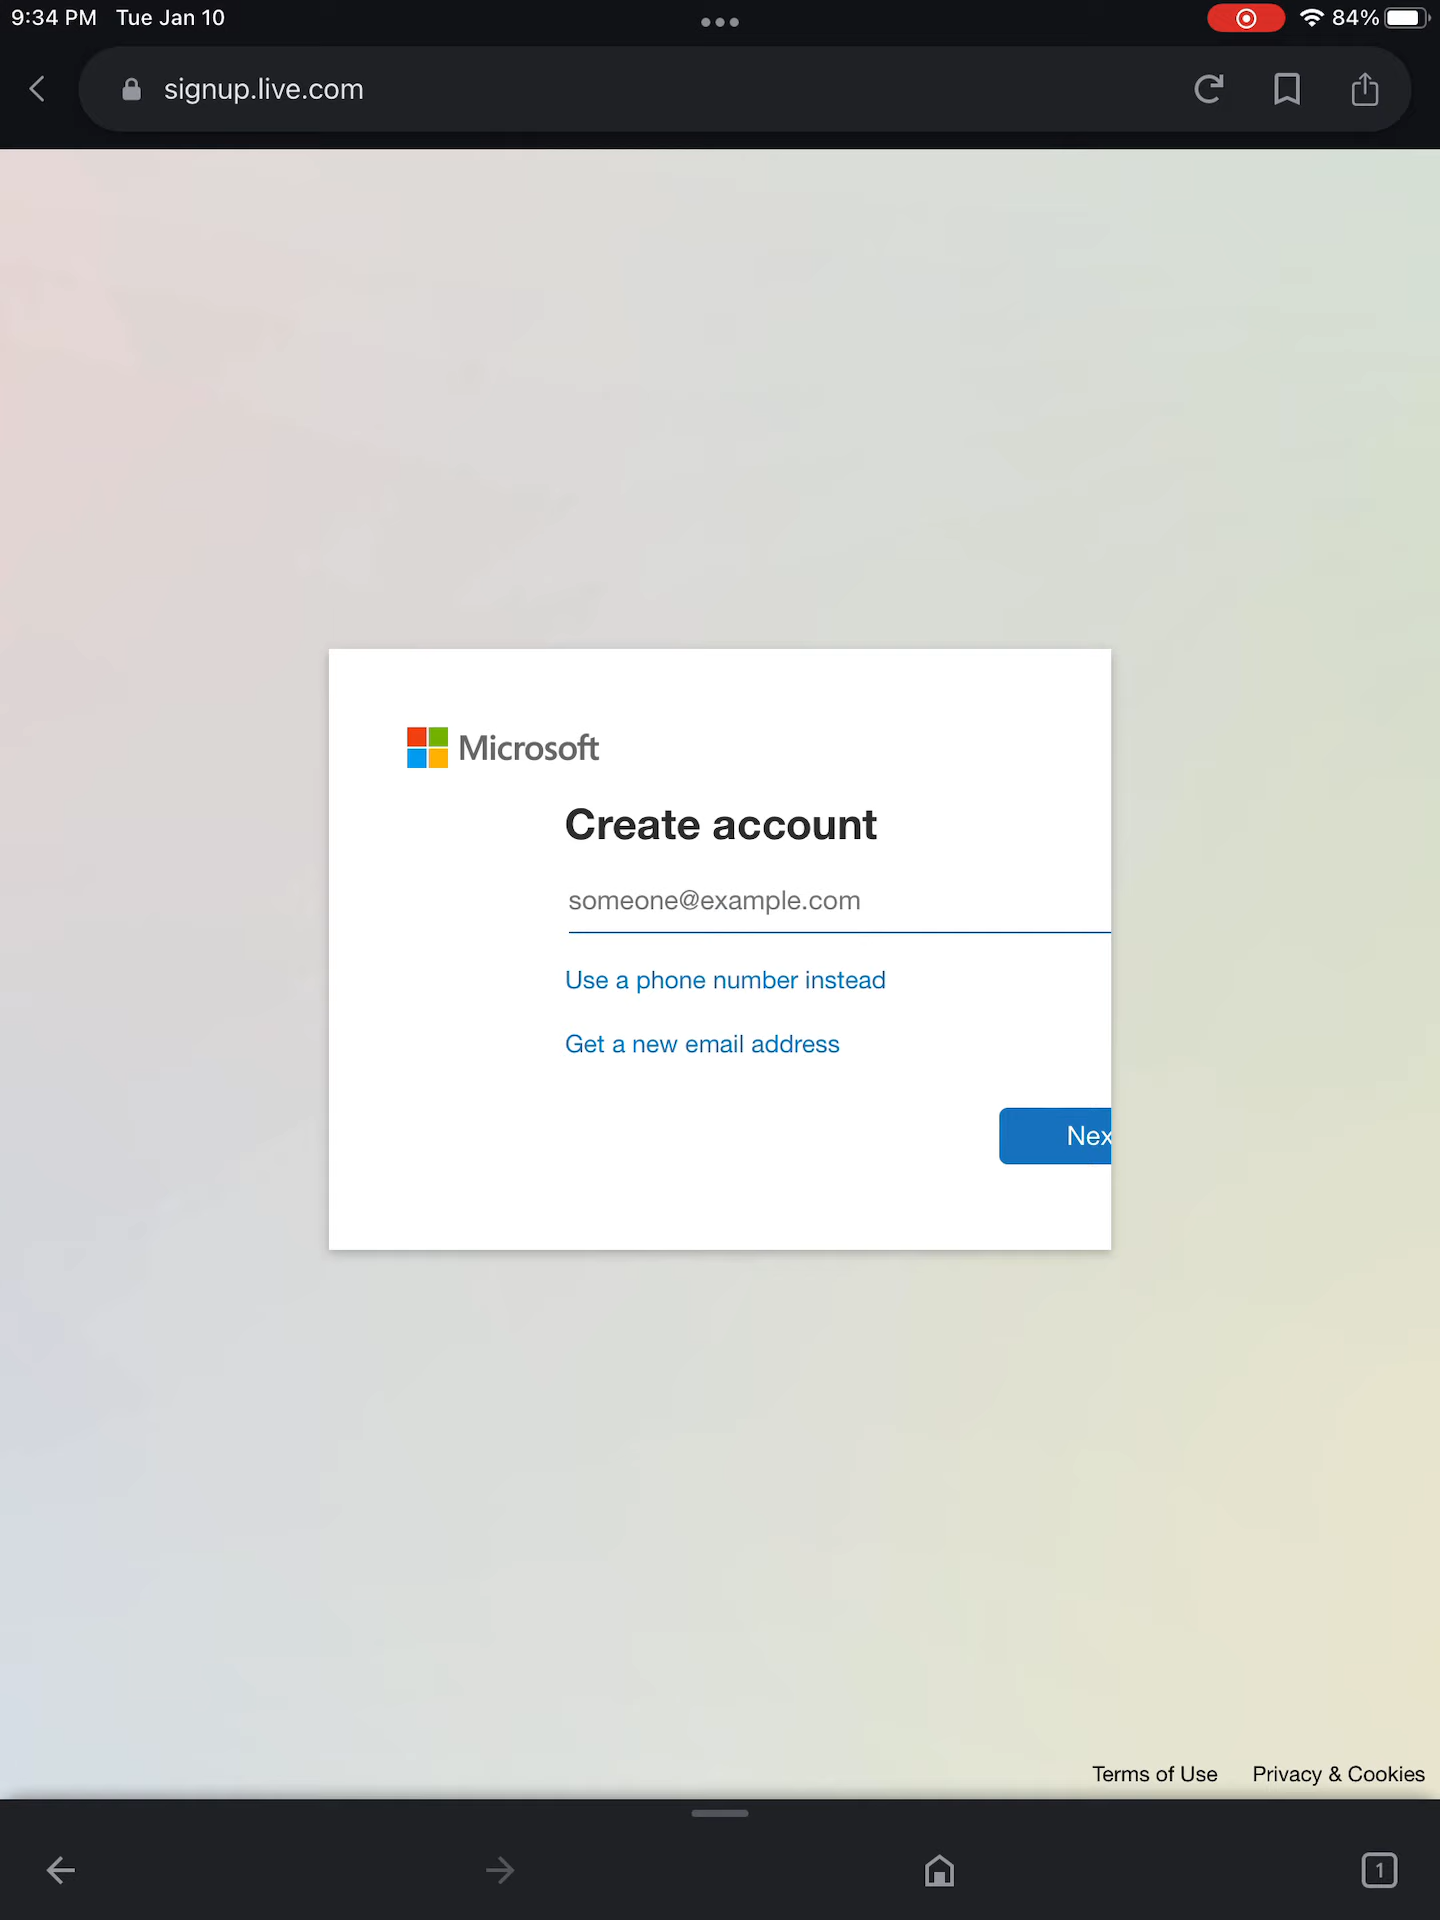 9:34 PM Tue Jan 10 84%
signup.live.com
Microsoft
Create account
someone@example.com
Use a phone number instead
Get a new email address
Nex
Terms of Use Privacy & Cookies
1